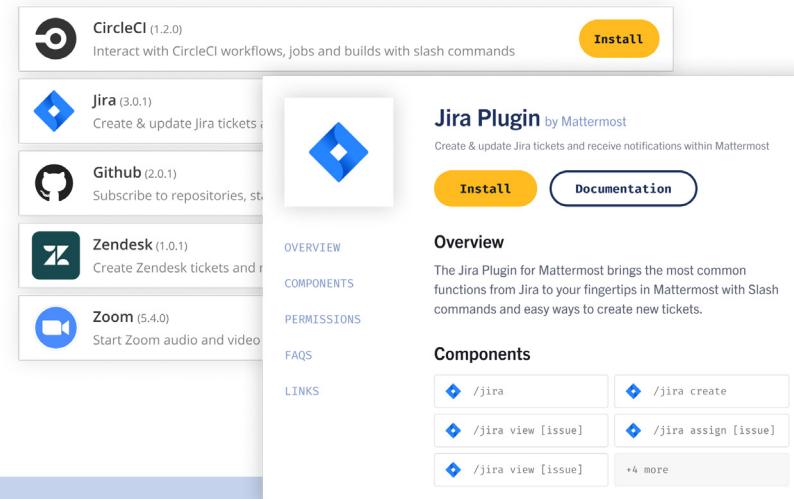 CircleCI (1.2.0)
Interact with CircleCI workflows, jobs and builds with slash commands
Install
Jira (3.0.1)
Create & update Jira tickets
Github (2.0.1)
Subscribe to repositories,
Zendesk (1.0.1)
Create Zendesk tickets and
Zoom (5.4.0)
Start Zoom audio and video
Jira Plugin by Mattermost
Create & update Jira tickets and receive notifications within Mattermost
Install
Documentation
OVERVIEW
COMPONENTS
PERMISSIONS
FAQS
LINKS
Overview
The Jira Plugin for Mattermost brings the most common
functions from Jira to your fingertips in Mattermost with Slash
commands and easy ways to create new tickets.
Components
/jira
/jira create
/jira view [issue]
/jira assign [issue]
/jira view [issue]
+4 more